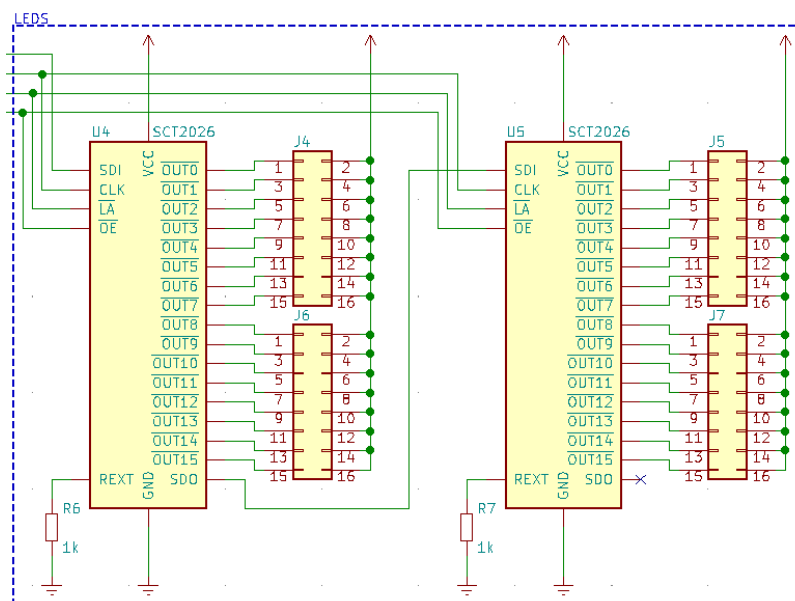 LEDS
U4 SCT2026
VCC
SDI
CLK
LA
OE
REXT
GND
OUT0
OUT1
OUT2
OUT3
OUT4
OUT5
OUT6
OUT7
OUT8
OUT9
OUT10
OUT11
OUT12
OUT13
OUT14
OUT15
SDO
J4
1 2
3 4
5 6
7 8
9 10
11 12
13 14
15 16
J6
1 2
3 4
5 6
7 8
9 10
11 12
13 14
15 16
R6
1k
U5 SCT2026
VCC
SDI
CLK
LA
OE
REXT
GND
OUT0
OUT1
OUT2
OUT3
OUT4
OUT5
OUT6
OUT7
OUT8
OUT9
OUT10
OUT11
OUT12
OUT13
OUT14
OUT15
SDO
J5
1 2
3 4
5 6
7 8
9 10
11 12
13 14
15 16
J7
1 2
3 4
5 6
7 8
9 10
11 12
13 14
15 16
R7
1k